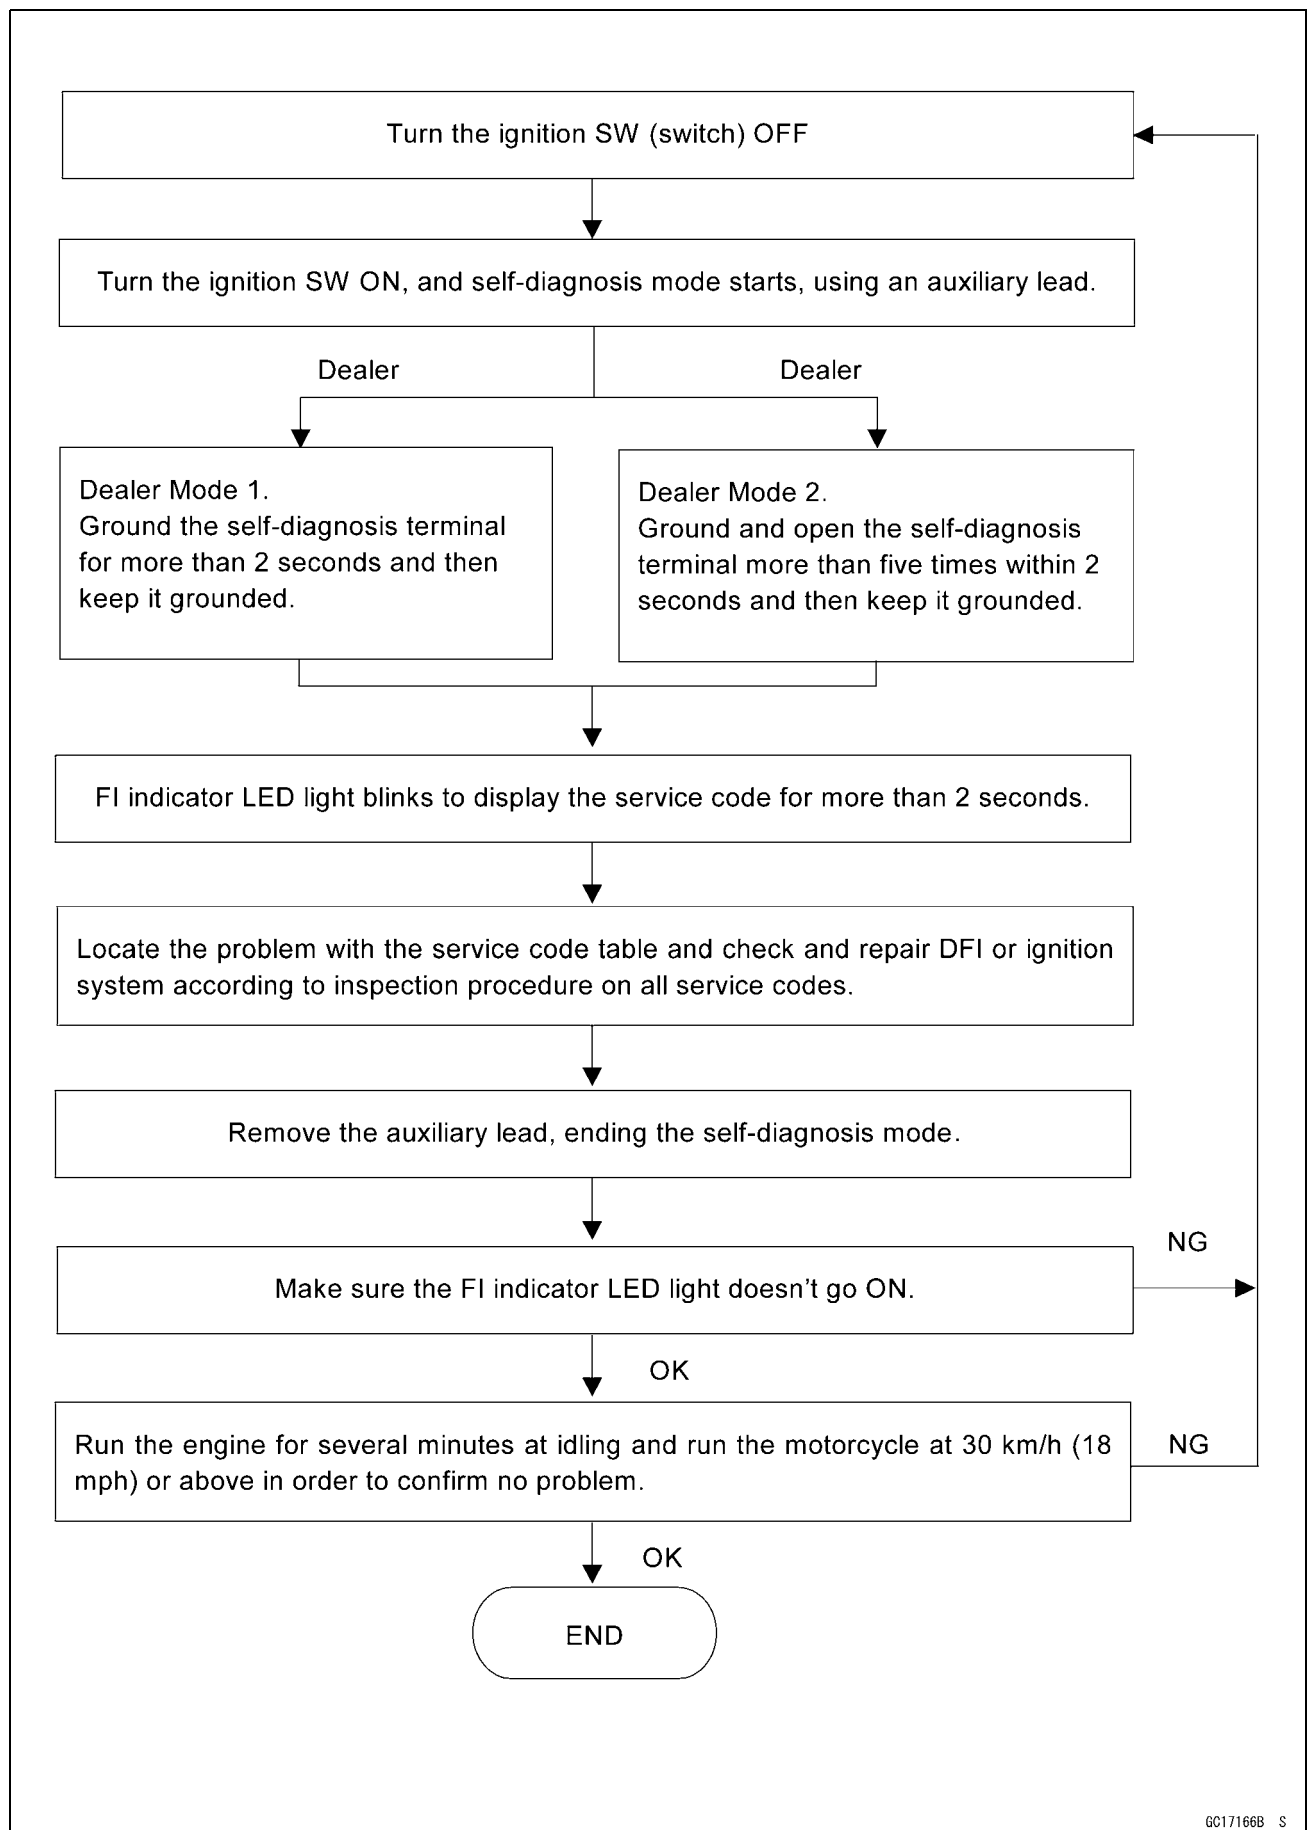 Turn the ignition SW (switch) OFF
Turn the ignition SW ON, and self-diagnosis mode starts, using an auxiliary lead.
Dealer
Dealer
Dealer Mode 1.
Ground the self-diagnosis terminal
for more than 2 seconds and then
keep it grounded.
Dealer Mode 2.
Ground and open the self-diagnosis
terminal more than five times within 2
seconds and then keep it grounded.
FI indicator LED light blinks to display the service code for more than 2 seconds.
Locate the problem with the service code table and check and repair DFI or ignition
system according to inspection procedure on all service codes.
Remove the auxiliary lead, ending the self-diagnosis mode.
NG
Make sure the FI indicator LED light doesn't go ON.
OK
Run the engine for several minutes at idling and run the motorcycle at 30 km/h (18
mph) or above in order to confirm no problem.
NG
OK
END
GC17166B S